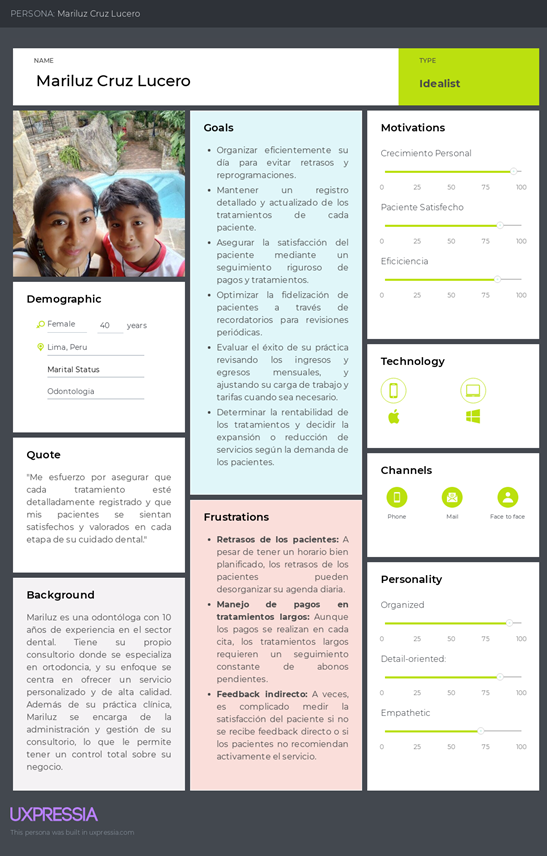 PERSONA: Mariluz Cruz Lucero
NAME
Mariluz Cruz Lucero
TYPE
Idealist
Demographic
Female 40 years
Lima, Peru
Marital Status
Odontologia
Quote
"Me esfuerzo por asegurar que
cada tratamiento esté
detalladamente registrado y que
mis pacientes se sientan
satisfechos y valorados en cada
etapa de su cuidado dental."
Background
Mariluz es una odontóloga con 10
años de experiencia en el sector
dental. Tiene su propio
consultorio donde se especializa
en ortodoncia, y su enfoque se
centra en ofrecer un servicio
personalizado y de alta calidad.
Además de su práctica clínica,
Mariluz se encarga de la
administración y gestión de su
consultorio, lo que le permite
tener un control total sobre su
negocio.
Goals
• Organizar eficientemente su
día para evitar retrasos y
reprogramaciones.
• Mantener un registro
detallado y actualizado de los
tratamientos de cada
paciente.
• Asegurar la satisfacción del
paciente mediante un
seguimiento riguroso de
pagos y tratamientos.
• Optimizar la fidelización de
pacientes a través de
recordatorios para revisiones
periódicas.
• Evaluar el éxito de su práctica
revisando los ingresos y
egresos mensuales, y
ajustando su carga de trabajo y
tarifas cuando sea necesario.
• Determinar la rentabilidad de
los tratamientos y decidir la
expansión o reducción de
servicios según la demanda de
los pacientes.
Frustrations
• Retrasos de los pacientes: A
pesar de tener un horario bien
planificado, los retrasos de los
pacientes pueden
desorganizar su agenda diaria.
• Manejo de pagos en
tratamientos largos: Aunque
los pagos se realizan en cada
cita, los tratamientos largos
requieren un seguimiento
constante de abonos
pendientes.
• Feedback indirecto: A veces,
es complicado medir la
satisfacción del paciente si no
se recibe feedback directo o si
los pacientes no recomiendan
activamente el servicio.
Motivations
Crecimiento Personal
0 25 50 75 100
Paciente Satisfecho
0 25 50 75 100
Eficiciencia
0 25 50 75 100
Technology
Channels
Phone Mail Face to face
Personality
Organized
0 25 50 75 100
Detail-oriented:
0 25 50 75 100
Empathetic
0 25 50 75 100
UXPRESSIA
This persona was built in uxpressia.com